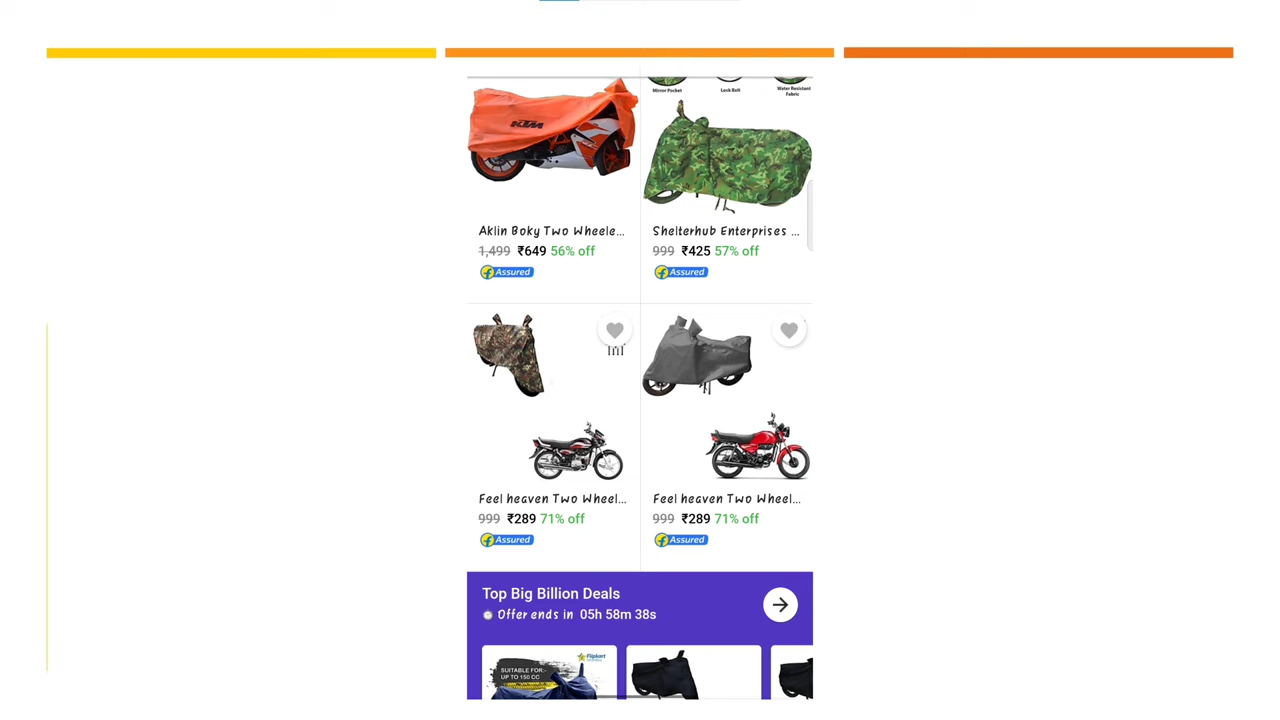 Mirror Pocket
Lock Belt
Water Resistant
Fabric
KTM
Aklin Boky Two Wheele...
1,499 ₹649 56% off
Assured
Shelterhub Enterprises ...
999 ₹425 57% off
Assured
Feel heaven Two Wheel...
999 ₹289 71% off
Assured
Feel heaven Two Wheel...
999 ₹289 71% off
Assured
Top Big Billion Deals
Offer ends in 05h 58m 38s
Flipkart
SUITABLE FOR:-
UP TO 150 CC